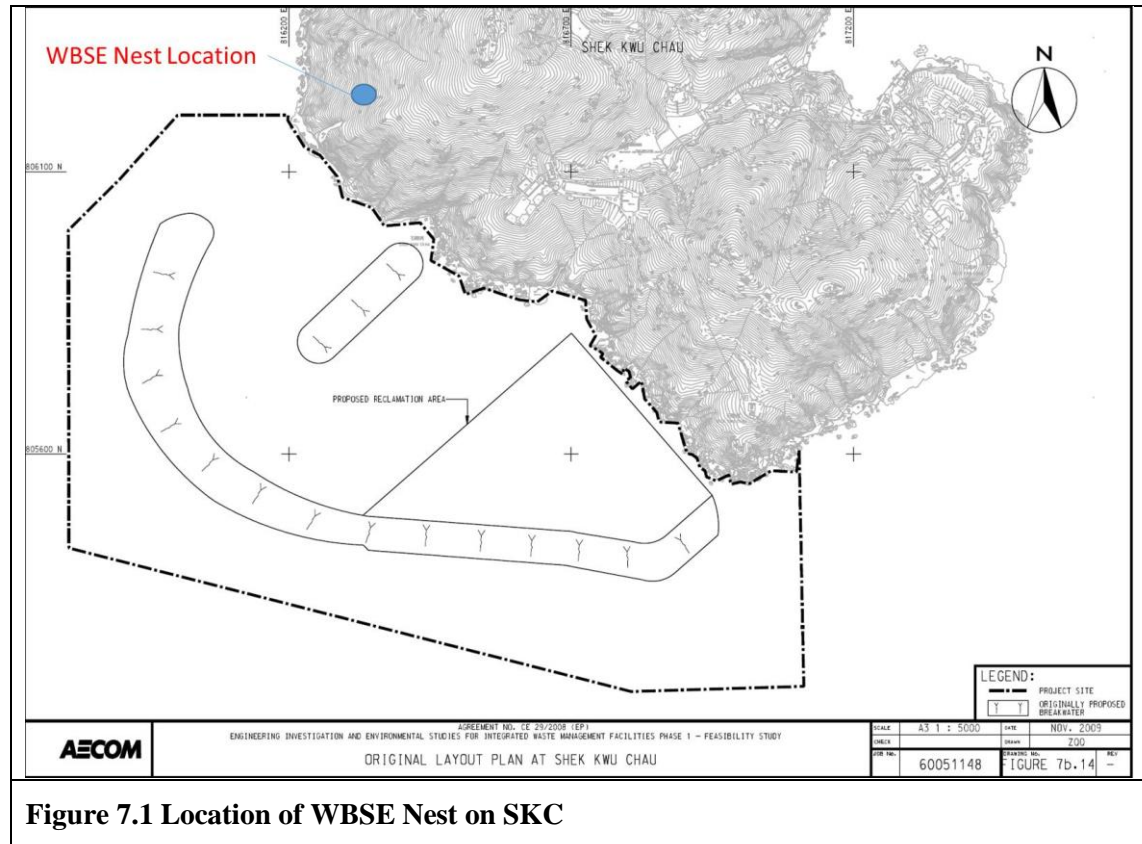 816200 E
816700 E
817200 E
SHEK KWU CHAU
WBSE Nest Location
N
806100 N
PROPOSED RECLAMATION AREA
805600 N
LEGEND:
PROJECT SITE
ORIGINALLY PROPOSED
BREAKWATER
AECOM
AGREEMENT NO. CE 29/2008 (EP)
ENGINEERING INVESTIGATION AND ENVIRONMENTAL STUDIES FOR INTEGRATED WASTE MANAGEMENT FACILITIES PHASE 1 - FEASIBILITY STUDY
ORIGINAL LAYOUT PLAN AT SHEK KWU CHAU
SCALE A3 1 : 5000 DATE NOV. 2009
CHECK DRAWN ZQQ
JOB No. 60051148 DRAWING No. FIGURE 7b.14 REV -
Figure 7.1 Location of WBSE Nest on SKC